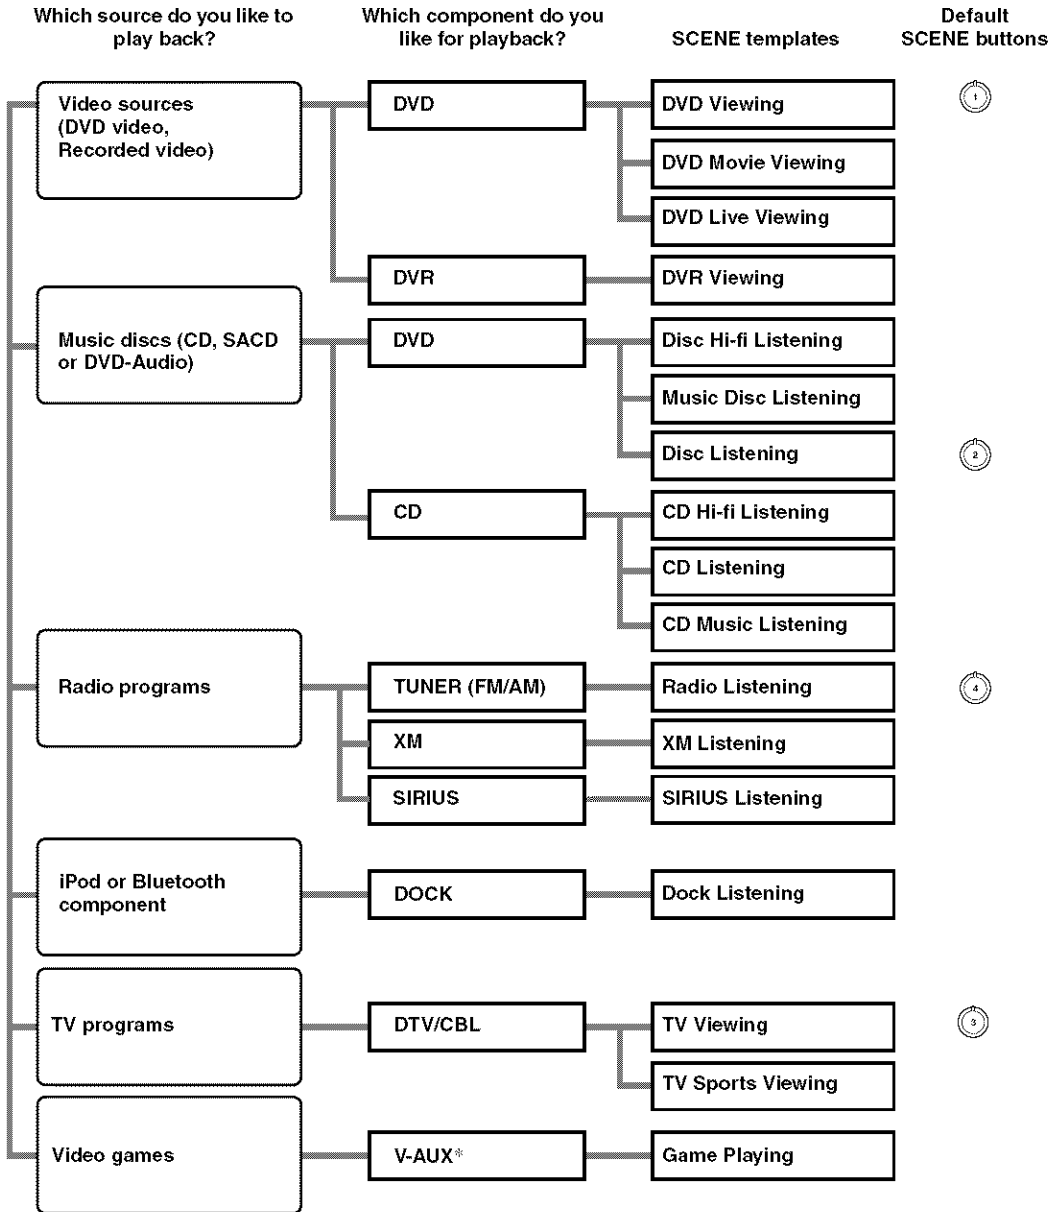 Which source do you like to
play back?
Which component do you
like for playback?
SCENE templates
Default
SCENE buttons
Video sources
(DVD video,
Recorded video)
DVD
DVD Viewing
1
DVD Movie Viewing
DVD Live Viewing
DVR
DVR Viewing
Music discs (CD, SACD
or DVD-Audio)
DVD
Disc Hi-fi Listening
Music Disc Listening
Disc Listening
2
CD
CD Hi-fi Listening
CD Listening
CD Music Listening
Radio programs
TUNER (FM/AM)
Radio Listening
4
XM
XM Listening
SIRIUS
SIRIUS Listening
iPod or Bluetooth
component
DOCK
Dock Listening
TV programs
DTV/CBL
TV Viewing
3
TV Sports Viewing
Video games
V-AUX*
Game Playing